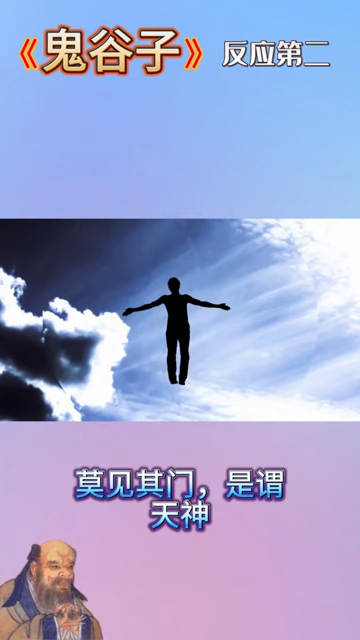 《鬼谷子》 反应第二
莫见其门，是谓
天神